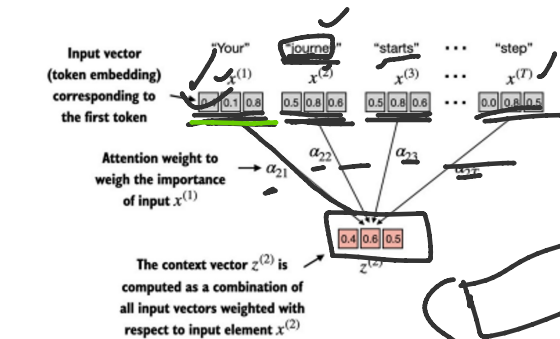 Input vector
(token embedding)
corresponding to
the first token
"Your" "journey" "starts" ... "step"
x(1) x(2) x(3) x(T)
0.1 0.8 0.5 0.8 0.6 0.5 0.8 0.6 ... 0.0 0.8 0.5
Attention weight to
weigh the importance
of input x(1)
α21 α22 α23 α2T
0.4 0.6 0.5
z(2)
The context vector z(2) is
computed as a combination of
all input vectors weighted with
respect to input element x(2)